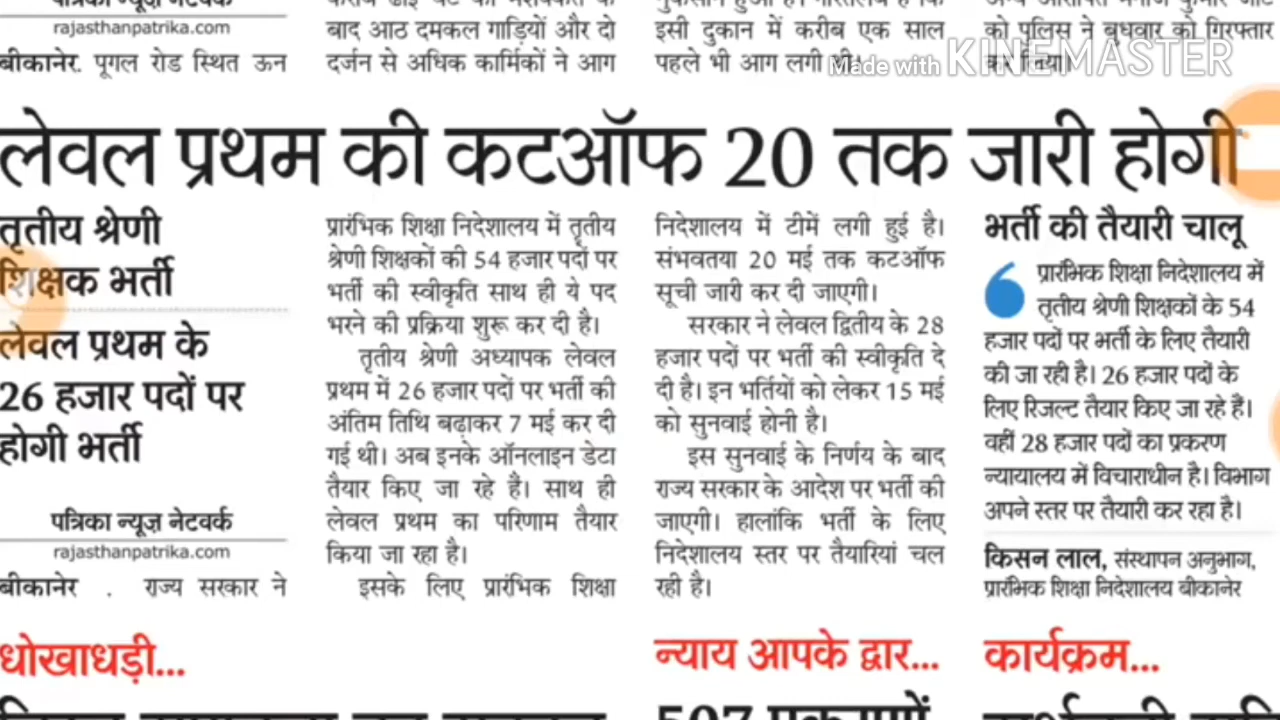 rajasthanpatrika.com
बीकानेर. पूगल रोड स्थित ऊन
बाद आठ दमकल गाड़ियों और दो
दर्जन से अधिक कार्मिकों ने आग
इसी दुकान में करीब एक साल
पहले भी आग लगी थी।
को पुलिस ने बुधवार को गिरफ्तार
कर लिया।
Made with KINEMASTER
लेवल प्रथम की कटऑफ 20 तक जारी होगी
तृतीय श्रेणी
शिक्षक भर्ती
लेवल प्रथम के
26 हजार पदों पर
होगी भर्ती
पत्रिका न्यूज़ नेटवर्क
rajasthanpatrika.com
बीकानेर . राज्य सरकार ने
प्रारंभिक शिक्षा निदेशालय में तृतीय
श्रेणी शिक्षकों की 54 हजार पदों पर
भर्ती की स्वीकृति साथ ही ये पद
भरने की प्रक्रिया शुरू कर दी है।
तृतीय श्रेणी अध्यापक लेवल
प्रथम में 26 हजार पदों पर भर्ती की
अंतिम तिथि बढ़ाकर 7 मई कर दी
गई थी। अब इनके ऑनलाइन डेटा
तैयार किए जा रहे हैं। साथ ही
लेवल प्रथम का परिणाम तैयार
किया जा रहा है।
इसके लिए प्रारंभिक शिक्षा
निदेशालय में टीमें लगी हुई है।
संभवतया 20 मई तक कटऑफ
सूची जारी कर दी जाएगी।
सरकार ने लेवल द्वितीय के 28
हजार पदों पर भर्ती की स्वीकृति दे
दी है। इन भर्तियों को लेकर 15 मई
को सुनवाई होनी है।
इस सुनवाई के निर्णय के बाद
राज्य सरकार के आदेश पर भर्ती की
जाएगी। हालांकि भर्ती के लिए
निदेशालय स्तर पर तैयारियां चल
रही है।
भर्ती की तैयारी चालू
प्रारंभिक शिक्षा निदेशालय में
तृतीय श्रेणी शिक्षकों के 54
हजार पदों पर भर्ती के लिए तैयारी
की जा रही है। 26 हजार पदों के
लिए रिजल्ट तैयार किए जा रहे हैं।
वहीं 28 हजार पदों का प्रकरण
न्यायालय में विचाराधीन है। विभाग
अपने स्तर पर तैयारी कर रहा है।
किसन लाल, संस्थापन अनुभाग,
प्रारंभिक शिक्षा निदेशालय बीकानेर
धोखाधड़ी...
न्याय आपके द्वार...
कार्यक्रम...